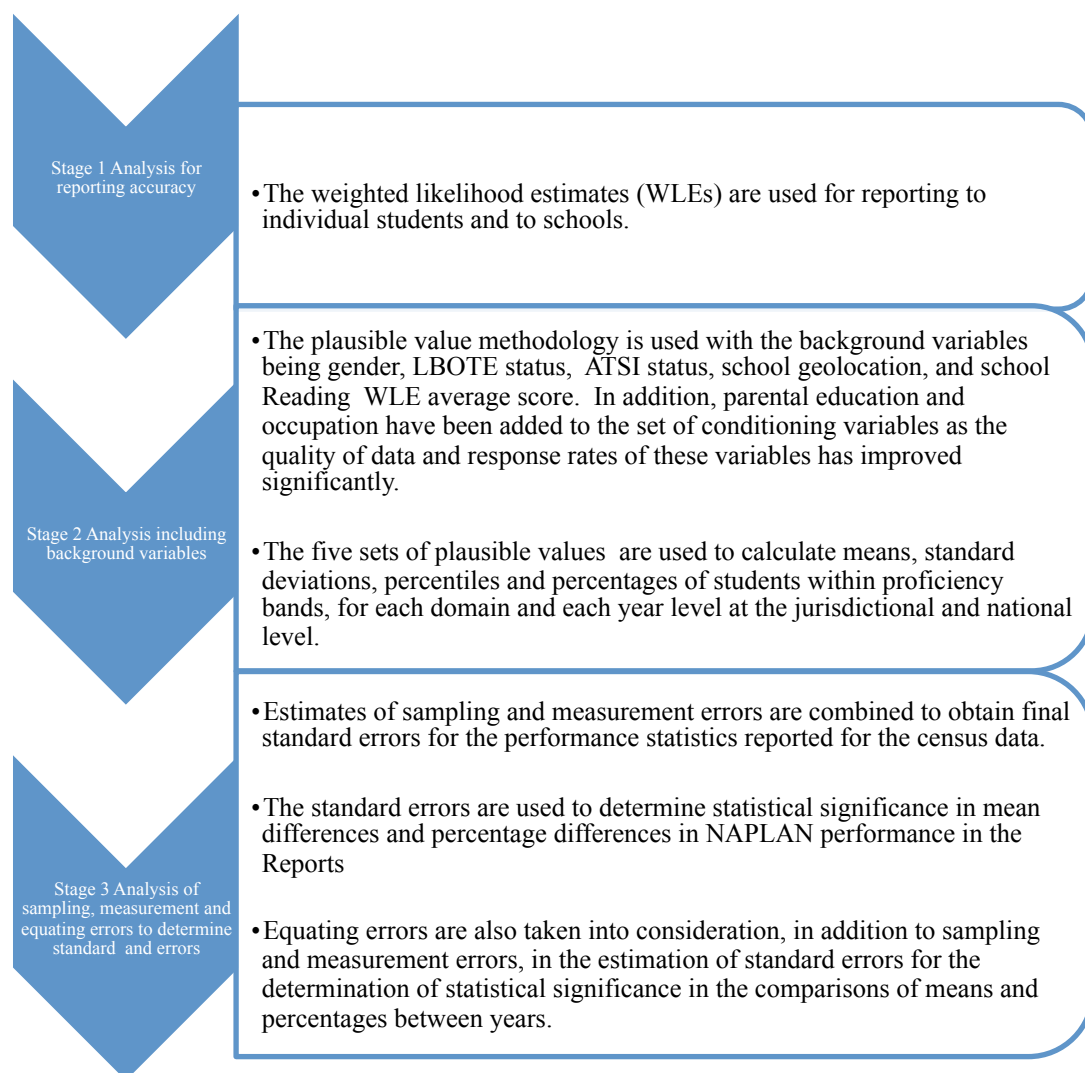 Stage 1 Analysis for
reporting accuracy
•The weighted likelihood estimates (WLEs) are used for reporting to
individual students and to schools.
Stage 2 Analysis including
background variables
•The plausible value methodology is used with the background variables
being gender, LBOTE status, ATSI status, school geolocation, and school
Reading WLE average score. In addition, parental education and
occupation have been added to the set of conditioning variables as the
quality of data and response rates of these variables has improved
significantly.
•The five sets of plausible values are used to calculate means, standard
deviations, percentiles and percentages of students within proficiency
bands, for each domain and each year level at the jurisdictional and national
level.
Stage 3 Analysis of
sampling, measurement and
equating errors to determine
standard and errors
•Estimates of sampling and measurement errors are combined to obtain final
standard errors for the performance statistics reported for the census data.
•The standard errors are used to determine statistical significance in mean
differences and percentage differences in NAPLAN performance in the
Reports
•Equating errors are also taken into consideration, in addition to sampling
and measurement errors, in the estimation of standard errors for the
determination of statistical significance in the comparisons of means and
percentages between years.